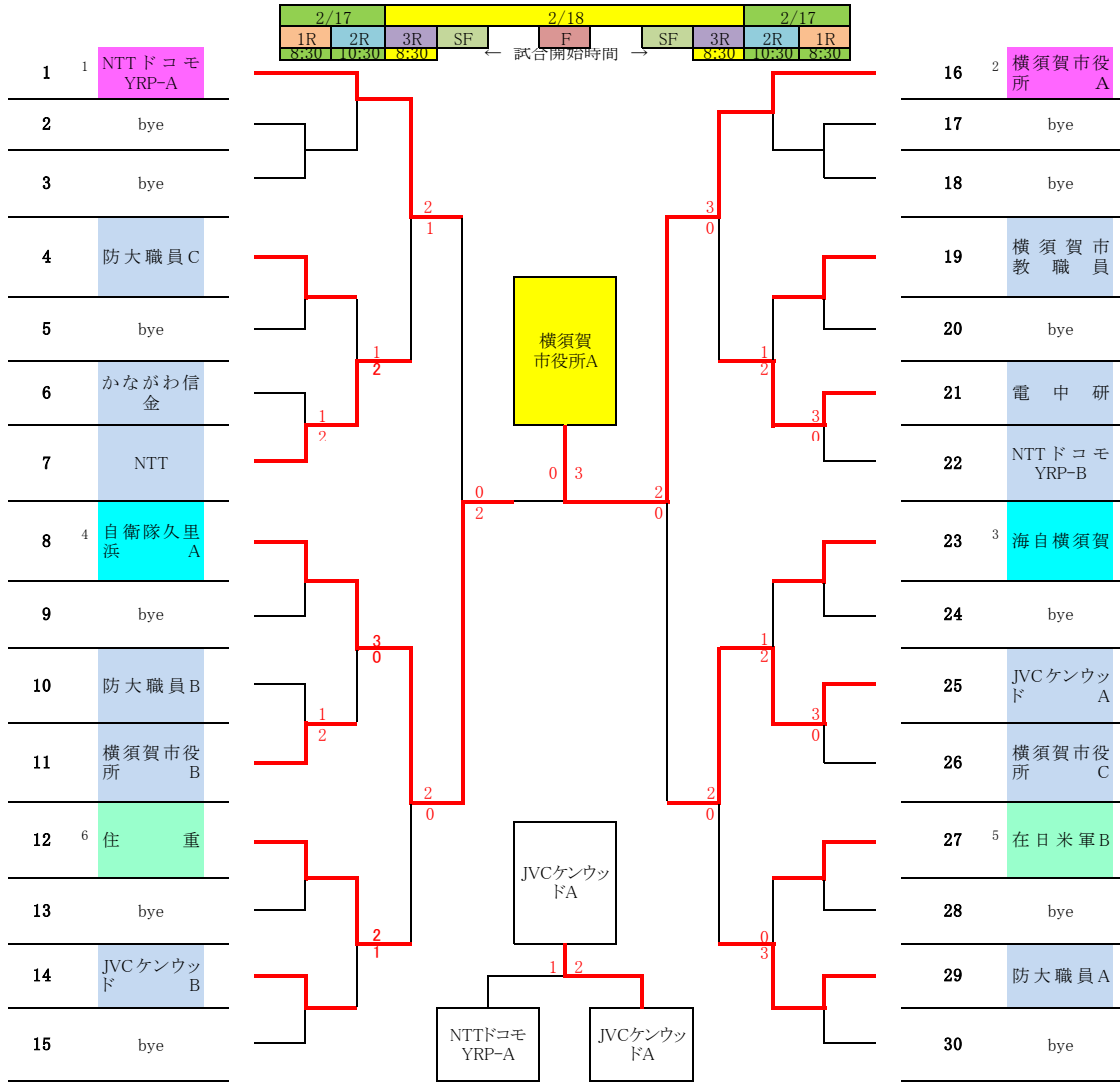 2/17 2/18 2/17
1R 2R 3R SF F SF 3R 2R 1R
8:30 10:30 8:30 ← 試合開始時間 → 8:30 10:30 8:30
1 1 NTTドコモ
YRP-A
2 bye
3 bye
4 防大職員C
5 bye
6 かながわ信
金
7 NTT
8 4 自衛隊久里
浜 A
9 bye
10 防大職員B
11 横須賀市役
所 B
12 6 住 重
13 bye
14 JVCケンウッ
ド B
15 bye
2
1
1
2
1
2
0
2
3
0
1
2
2
0
2
1
横須賀
市役所A
0 3
JVCケンウッ
ドA
1 2
NTTドコモ
YRP-A
JVCケンウッ
ドA
3
0
1
2
3
0
2
0
1
2
3
0
2
0
0
3
16 2 横須賀市役
所 A
17 bye
18 bye
19 横須賀市
教職員
20 bye
21 電中研
22 NTTドコモ
YRP-B
23 3 海自横須賀
24 bye
25 JVCケンウッ
ド A
26 横須賀市役
所 C
27 5 在日米軍B
28 bye
29 防大職員A
30 bye